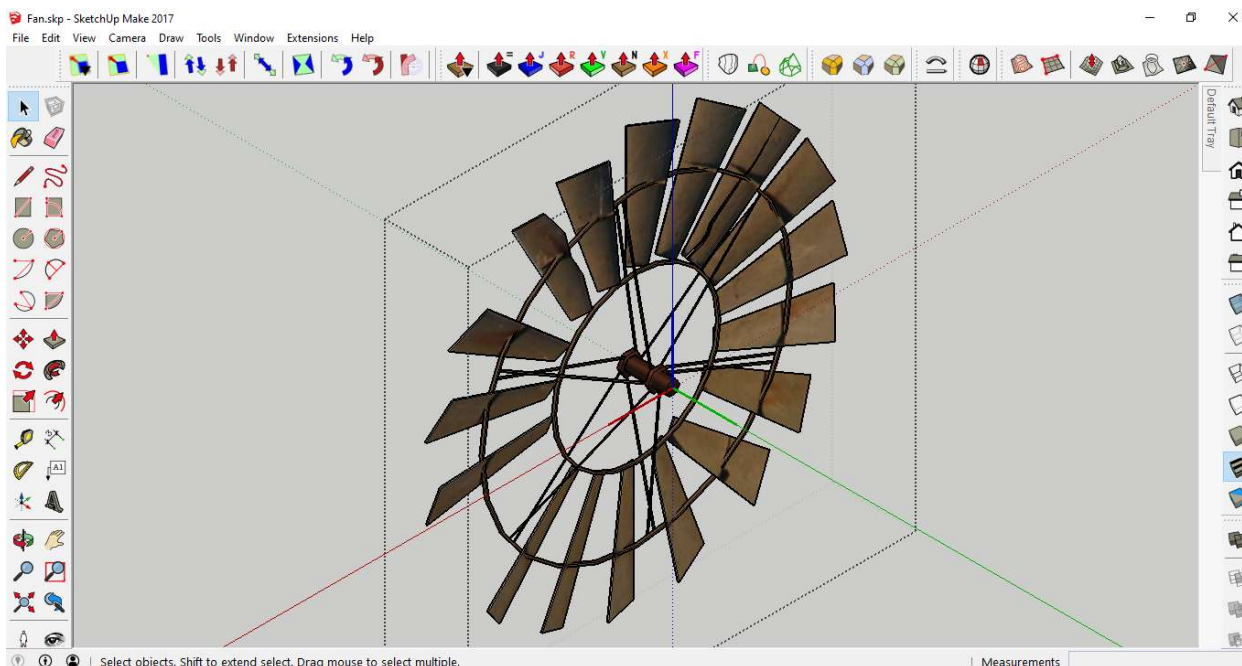 Fan.skp - SketchUp Make 2017
File Edit View Camera Draw Tools Window Extensions Help
= J R V N X F
Default Tray
A1
Select objects. Shift to extend select. Drag mouse to select multiple.
Measurements